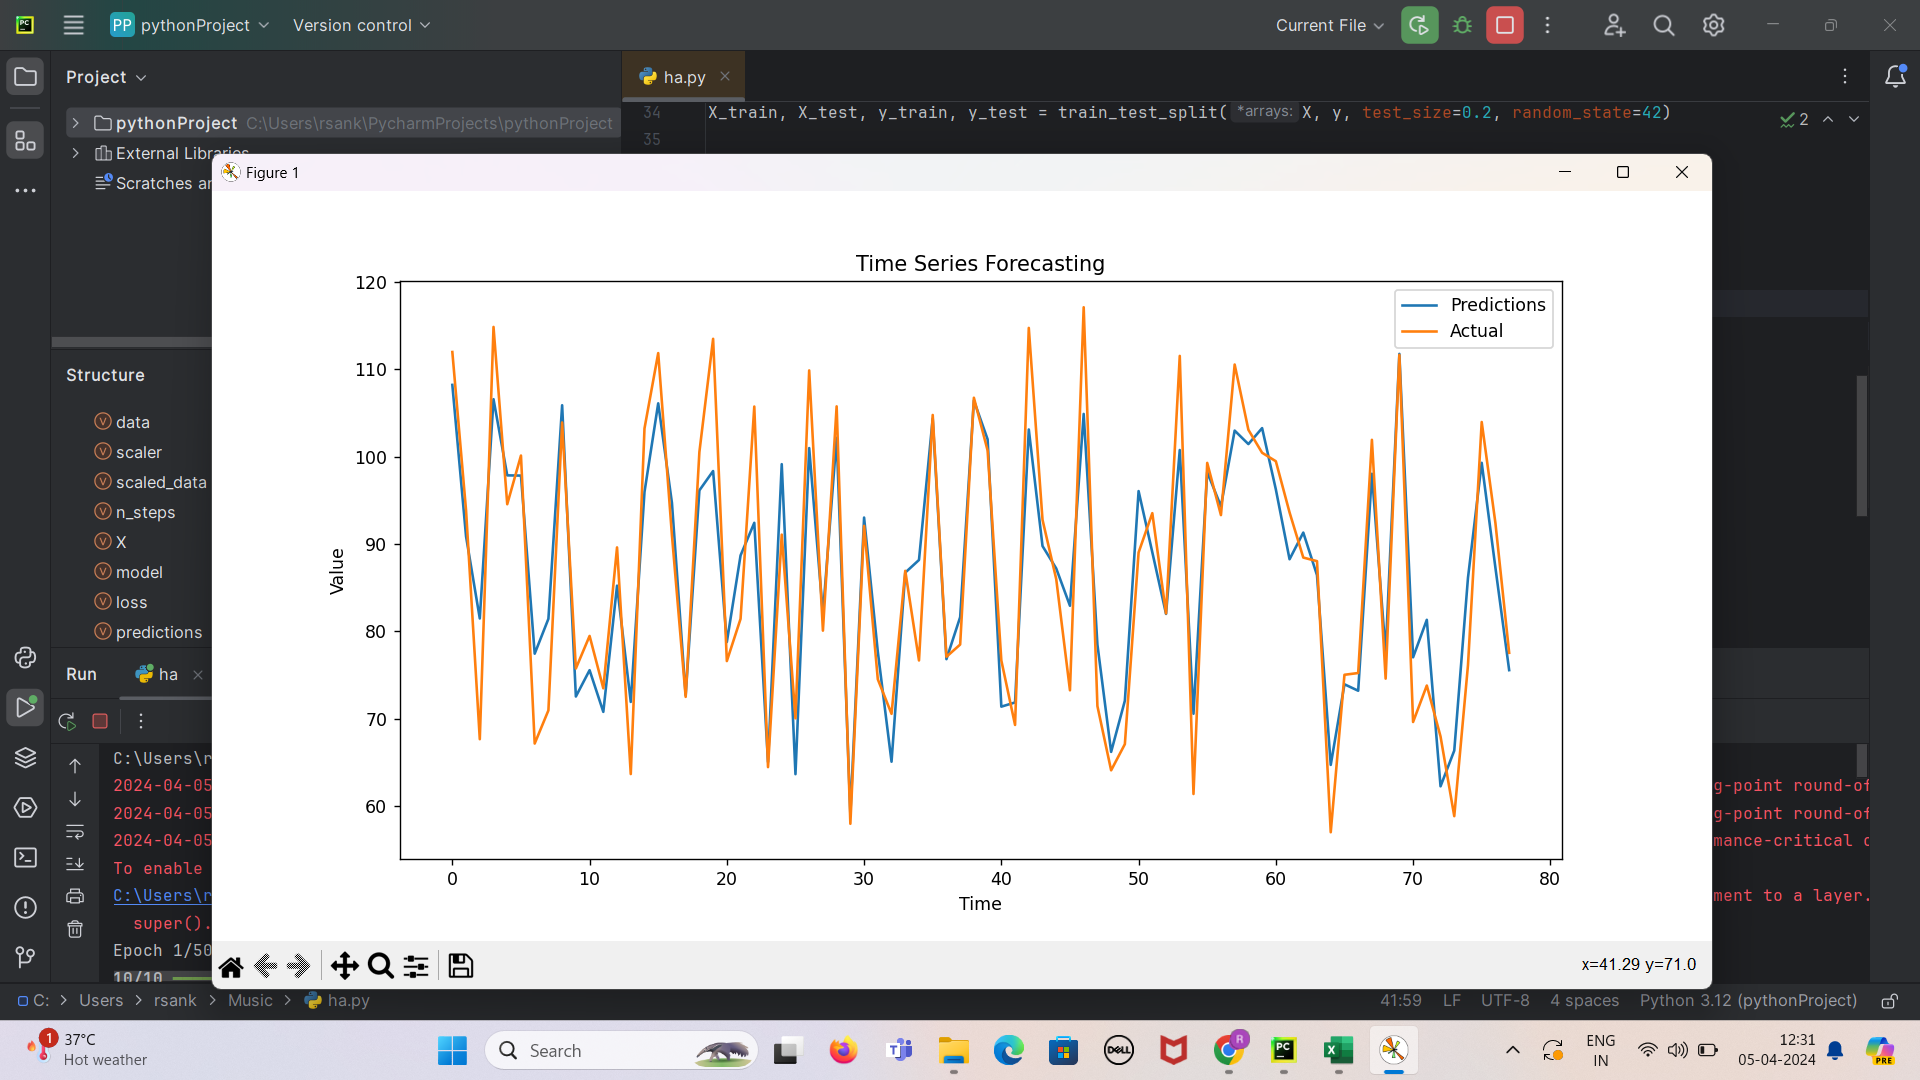 PC
PP pythonProject
Version control
Current File
Project
ha.py
pythonProject C:\Users\rsank\PycharmProjects\pythonProject
External Libraries
Scratches
34 X_train, X_test, y_train, y_test = train_test_split( *arrays: X, y, test_size=0.2, random_state=42)
35
2
Figure 1
Time Series Forecasting
Predictions
Actual
120
110
100
90
80
70
60
Value
0 10 20 30 40 50 60 70 80
Time
x=41.29 y=71.0
Structure
data
scaler
scaled_data
n_steps
X
model
loss
predictions
Run ha
C:\Users\r
2024-04-05 g-point round-of
2024-04-05 g-point round-of
2024-04-05 mance-critical
To enable
C:\Users\r ment to a layer.
super().
Epoch 1/50
10/10
C: > Users > rsank > Music > ha.py
41:59 LF UTF-8 4 spaces Python 3.12 (pythonProject)
1
37°C
Hot weather
Search
DELL
R
PC
PRE
ENG
IN
12:31
05-04-2024